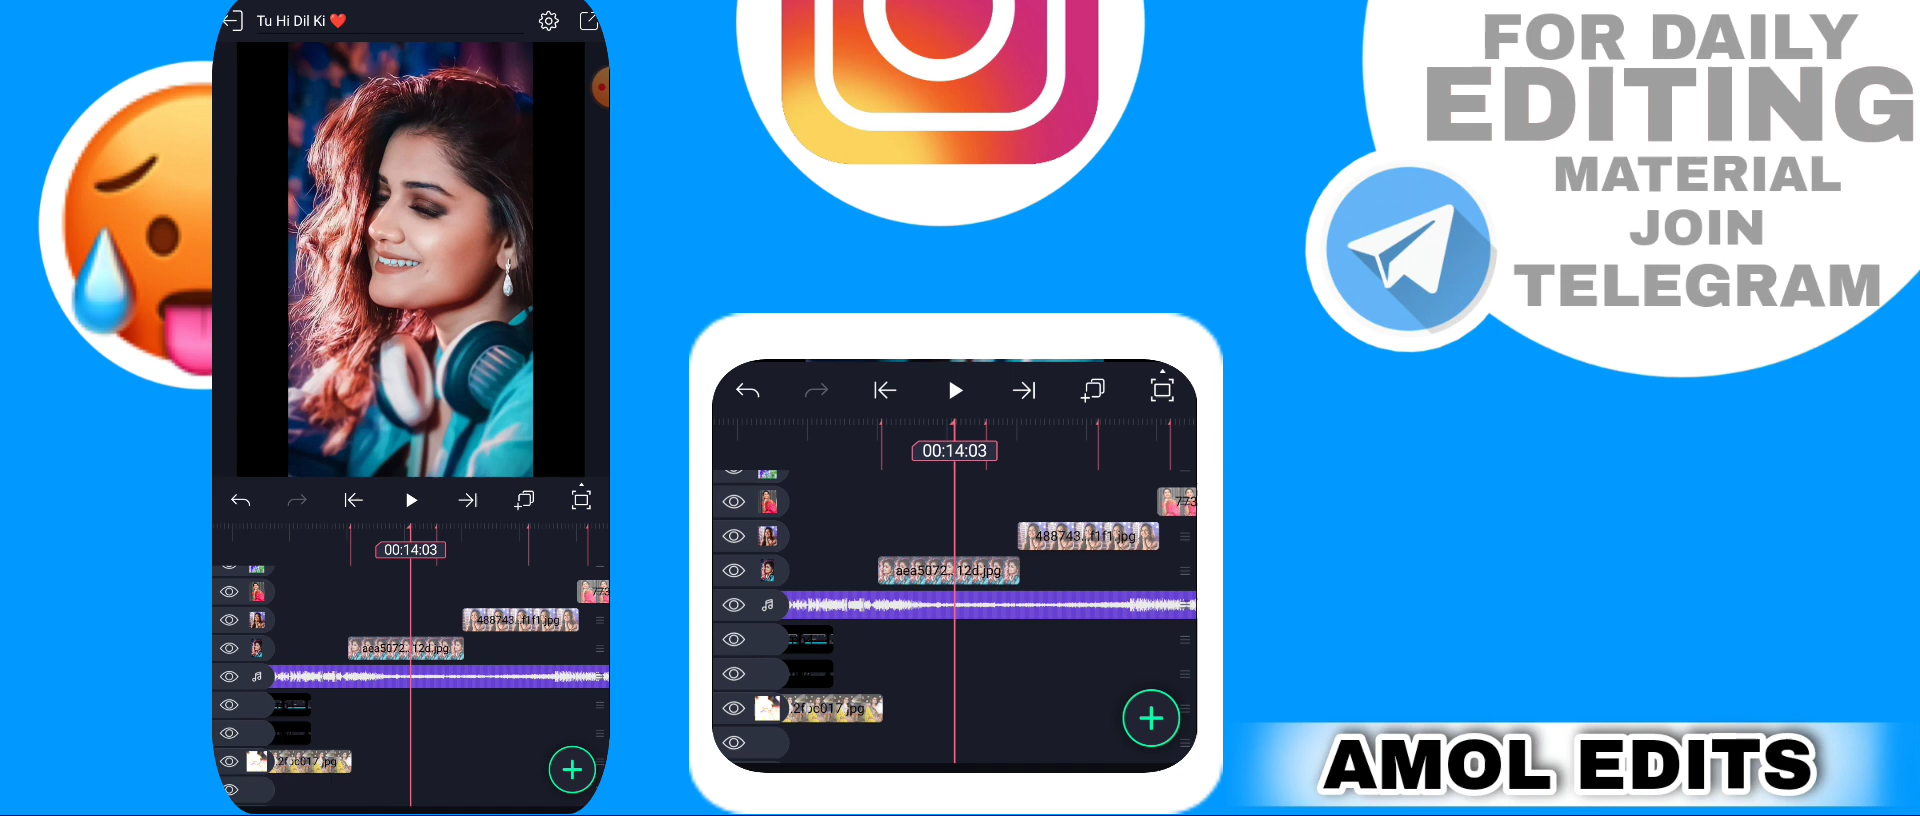 Tu Hi Dil Ki ❤️
00:14:03
488743...f1f1.jpg
aea5072...12d.jpg
00:14:03
773
488743...f1f1.jpg
aea5072...12d.jpg
FOR DAILY
EDITING
MATERIAL
JOIN
TELEGRAM
AMOL EDITS